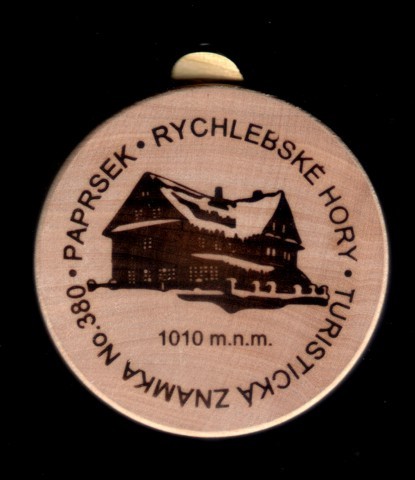 PAPRSEK • RYCHLEBSKÉ HORY • TURISTICKÁ ZNÁMKA No.380 •
1010 m.n.m.